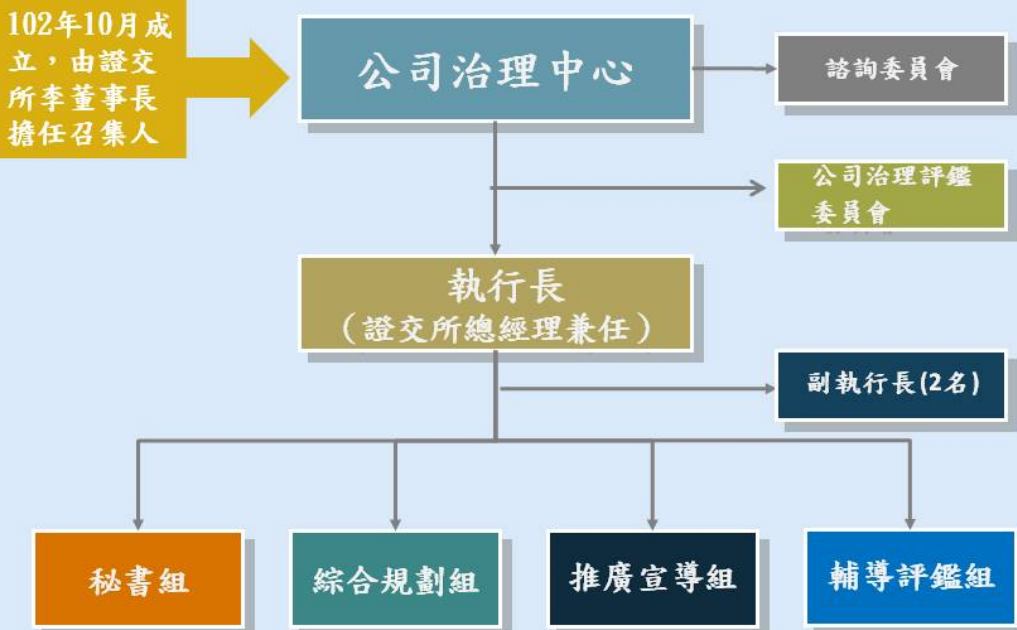 102年10月成
立，由證交
所李董事長
擔任召集人
公司治理中心
諮詢委員會
公司治理評鑑
委員會
執行長
（證交所總經理兼任）
副執行長(2名)
秘書組
綜合規劃組
推廣宣導組
輔導評鑑組